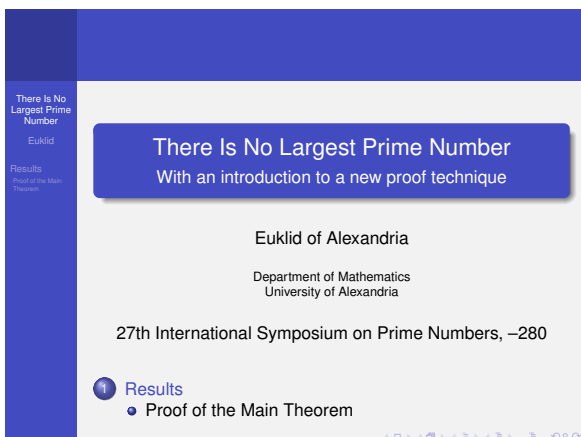 There Is No
Largest Prime
Number
Euklid
Results
Proof of the Main
Theorem
There Is No Largest Prime Number
With an introduction to a new proof technique
Euklid of Alexandria
Department of Mathematics
University of Alexandria
27th International Symposium on Prime Numbers, –280
1 Results
Proof of the Main Theorem